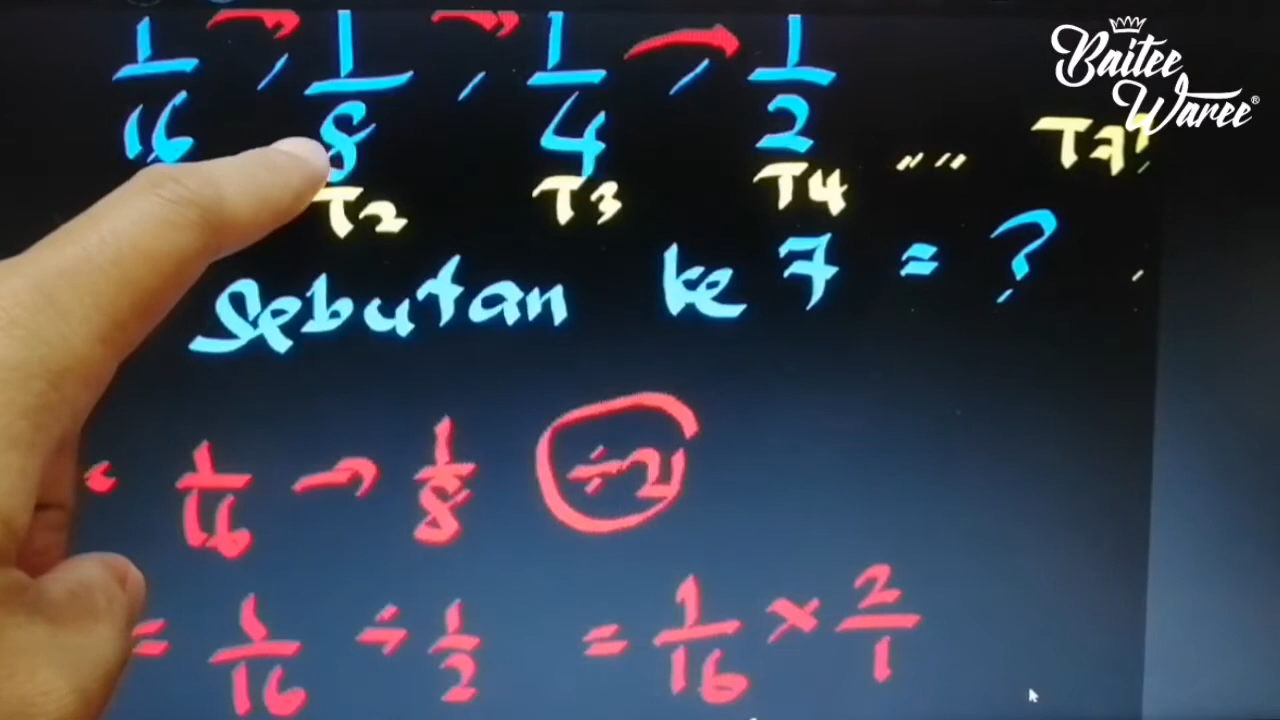 1/16 , 1/8 , 1/4 , 1/2
T2 T3 T4 .... T7?
Sebutan ke 7 = ?
1/16 → 1/8 ÷2
= 1/16 ÷ 1/2 = 1/16 × 2/1
Baitee
Waree®